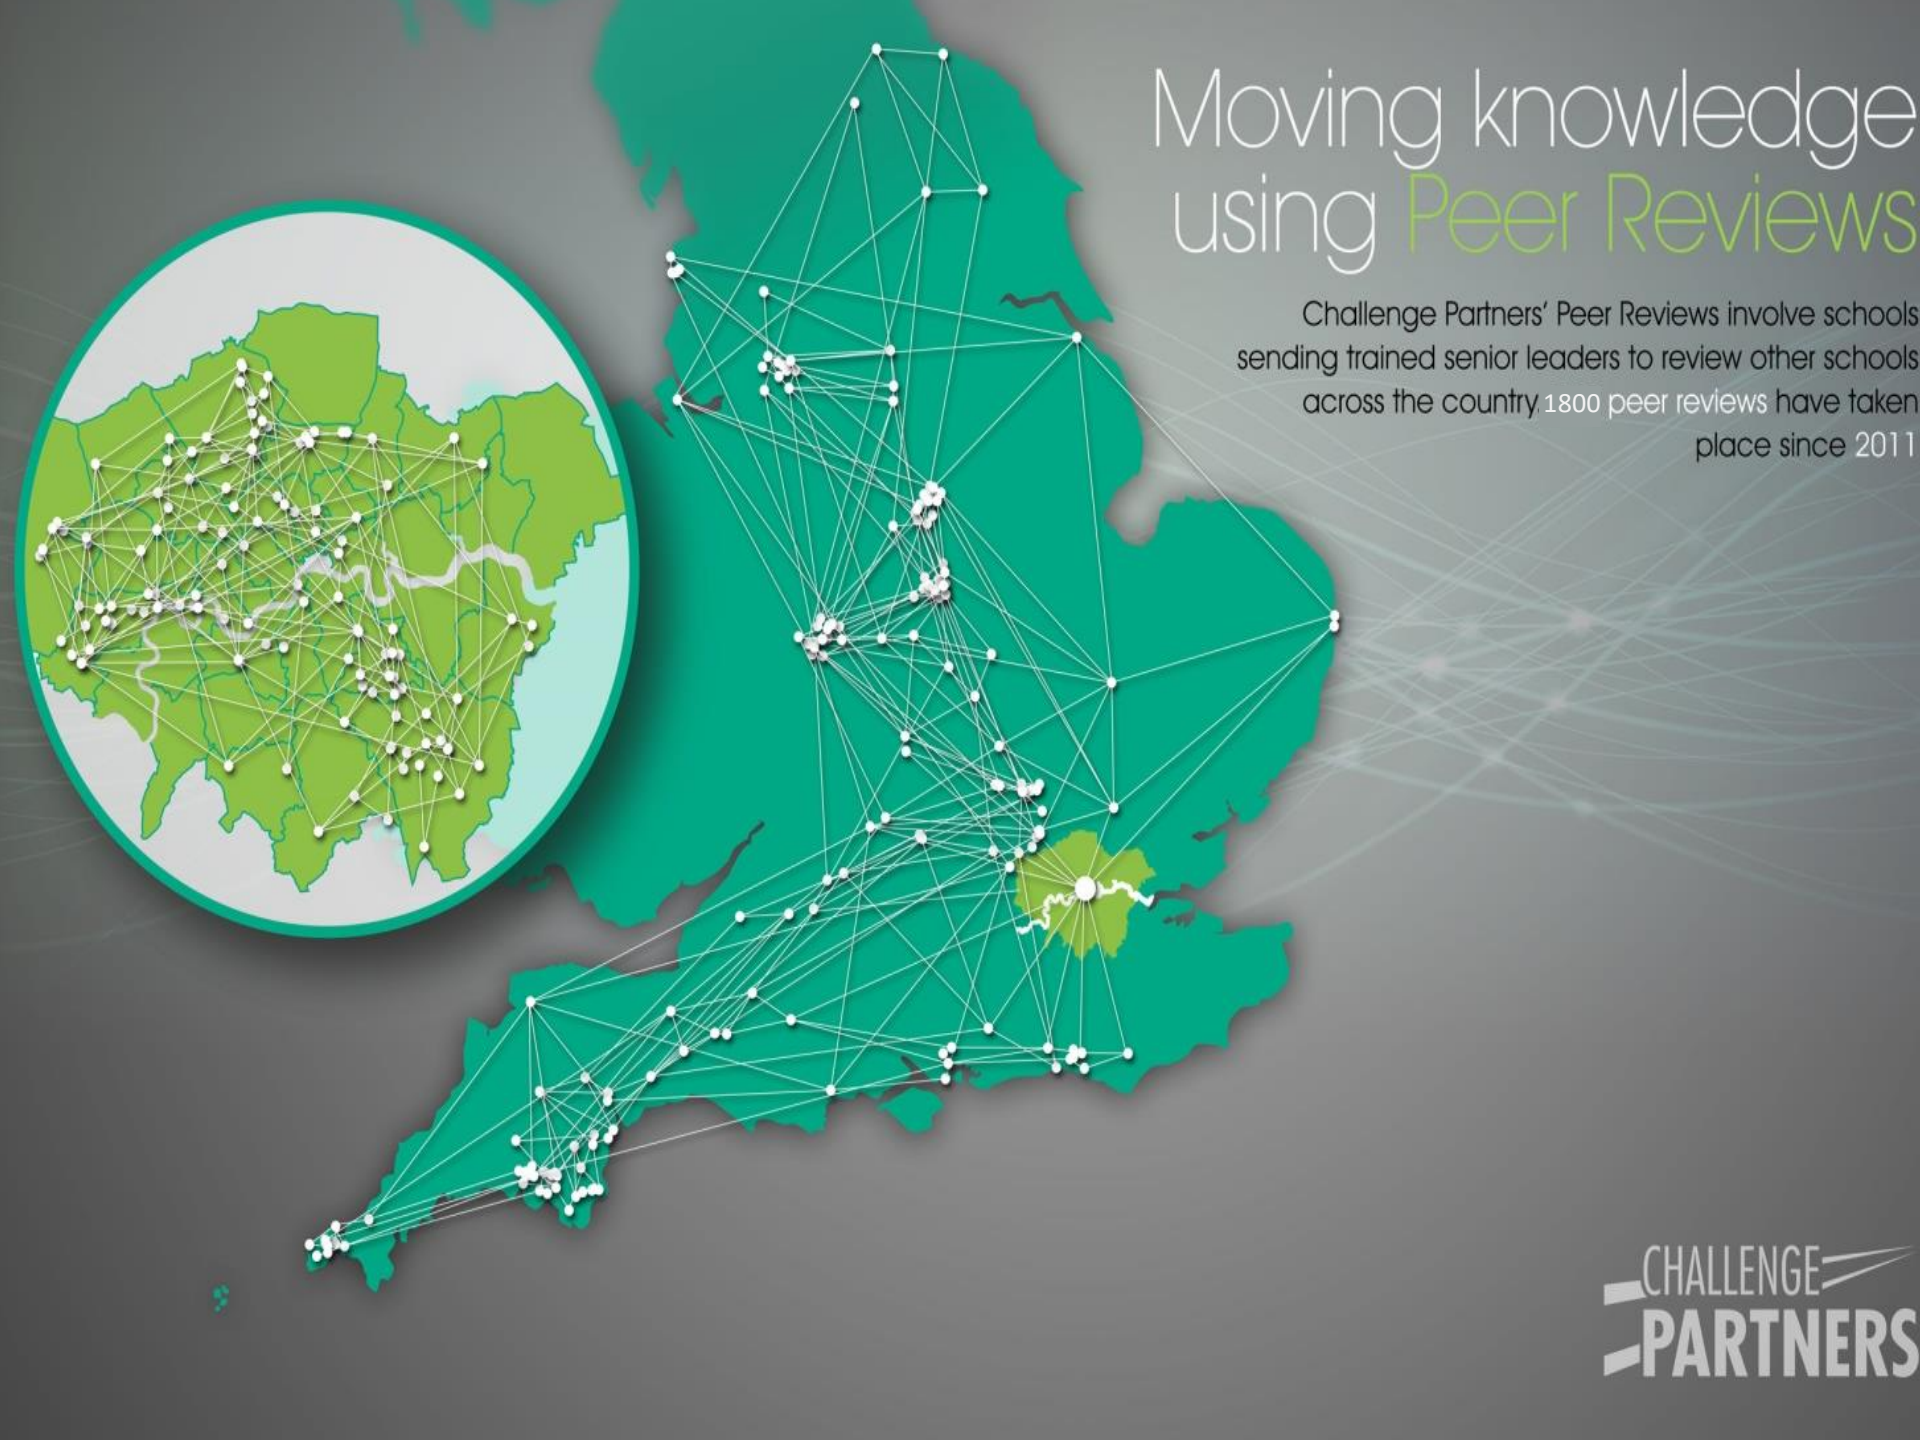 Moving knowledge
using Peer Reviews
Challenge Partners' Peer Reviews involve schools
sending trained senior leaders to review other schools
across the country. 1800 peer reviews have taken
place since 2011
CHALLENGE
PARTNERS